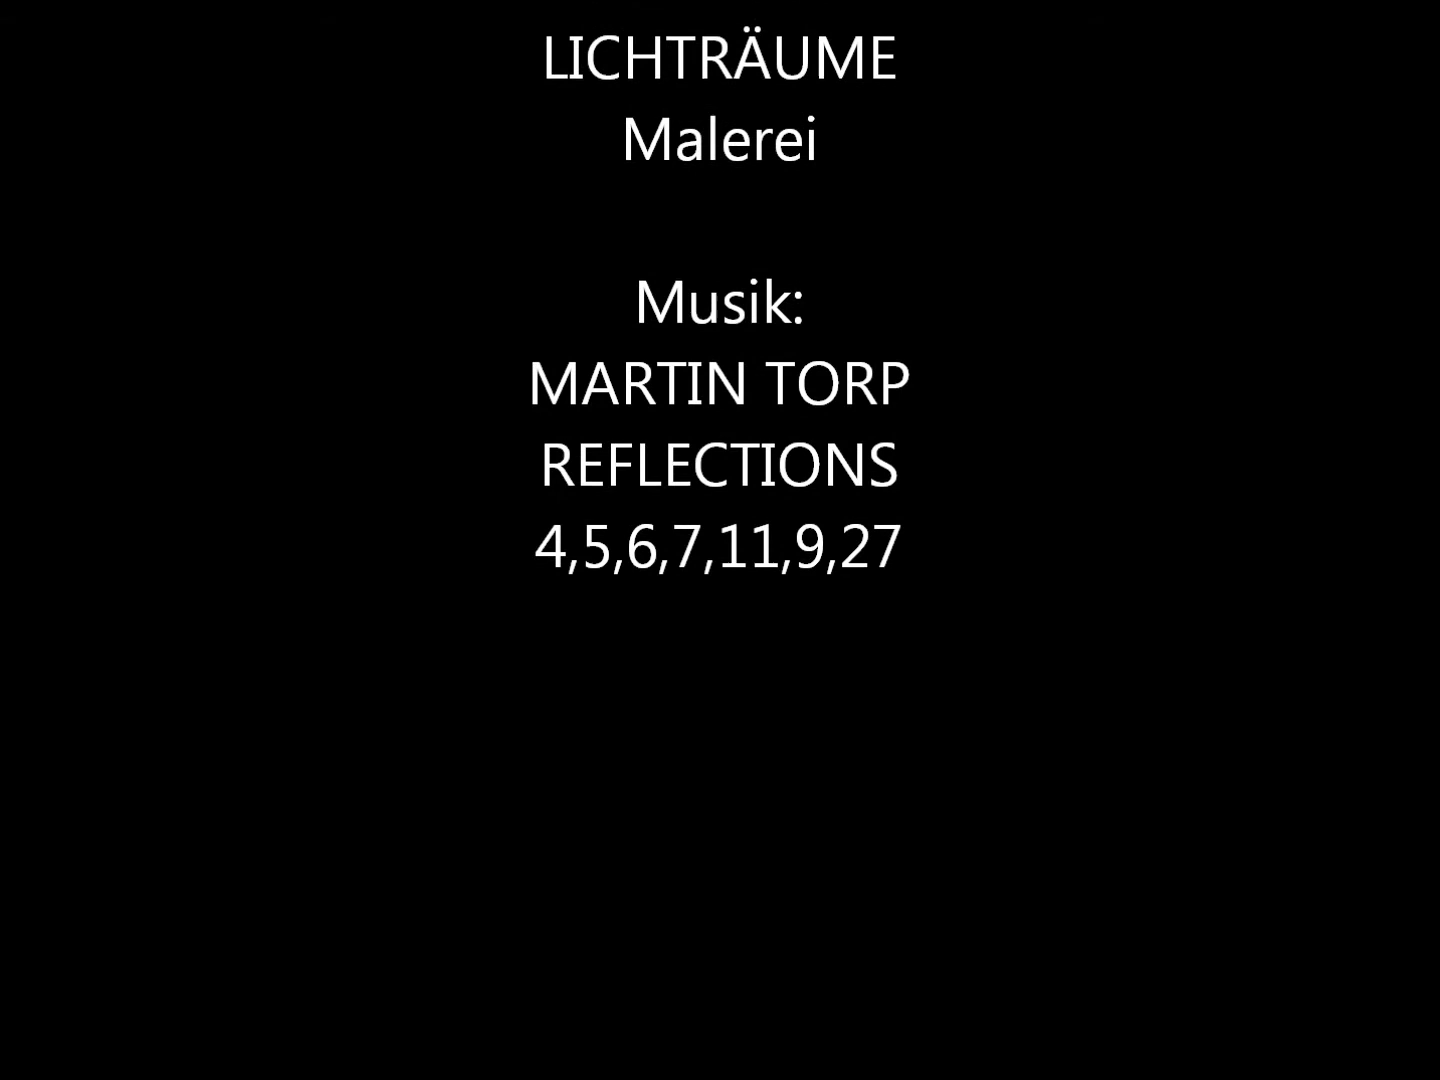 LICHTRÄUME
Malerei
Musik:
MARTIN TORP
REFLECTIONS
4,5,6,7,11,9,27